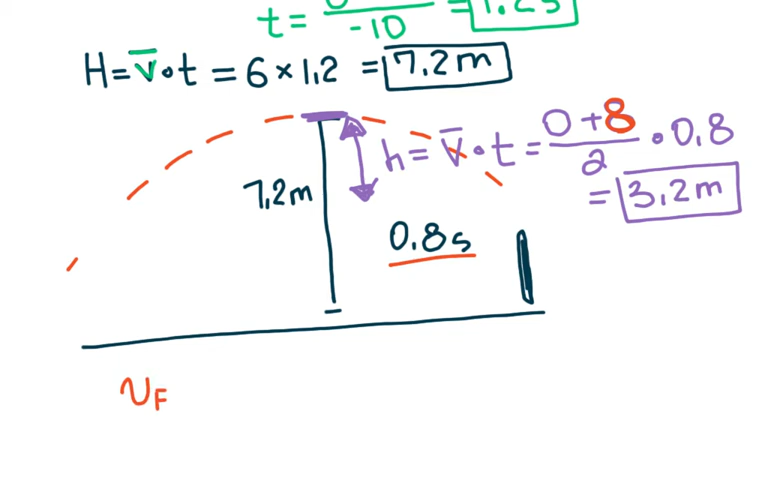 t = 0 / -10 = 1.2s
H = v̅ • t = 6 × 1.2 = 7.2m
h = v̅ • t = 0 + 8 / 2 • 0.8
= 3.2m
7.2m
0.8s
v_F